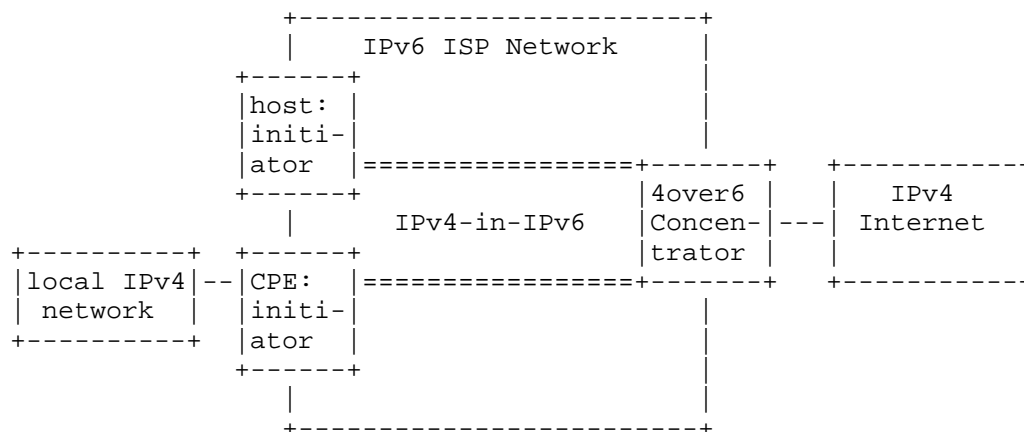 IPv6 ISP Network
host:
initi-
ator
4over6
Concen-
trator
IPv4
Internet
IPv4-in-IPv6
local IPv4
network
CPE:
initi-
ator